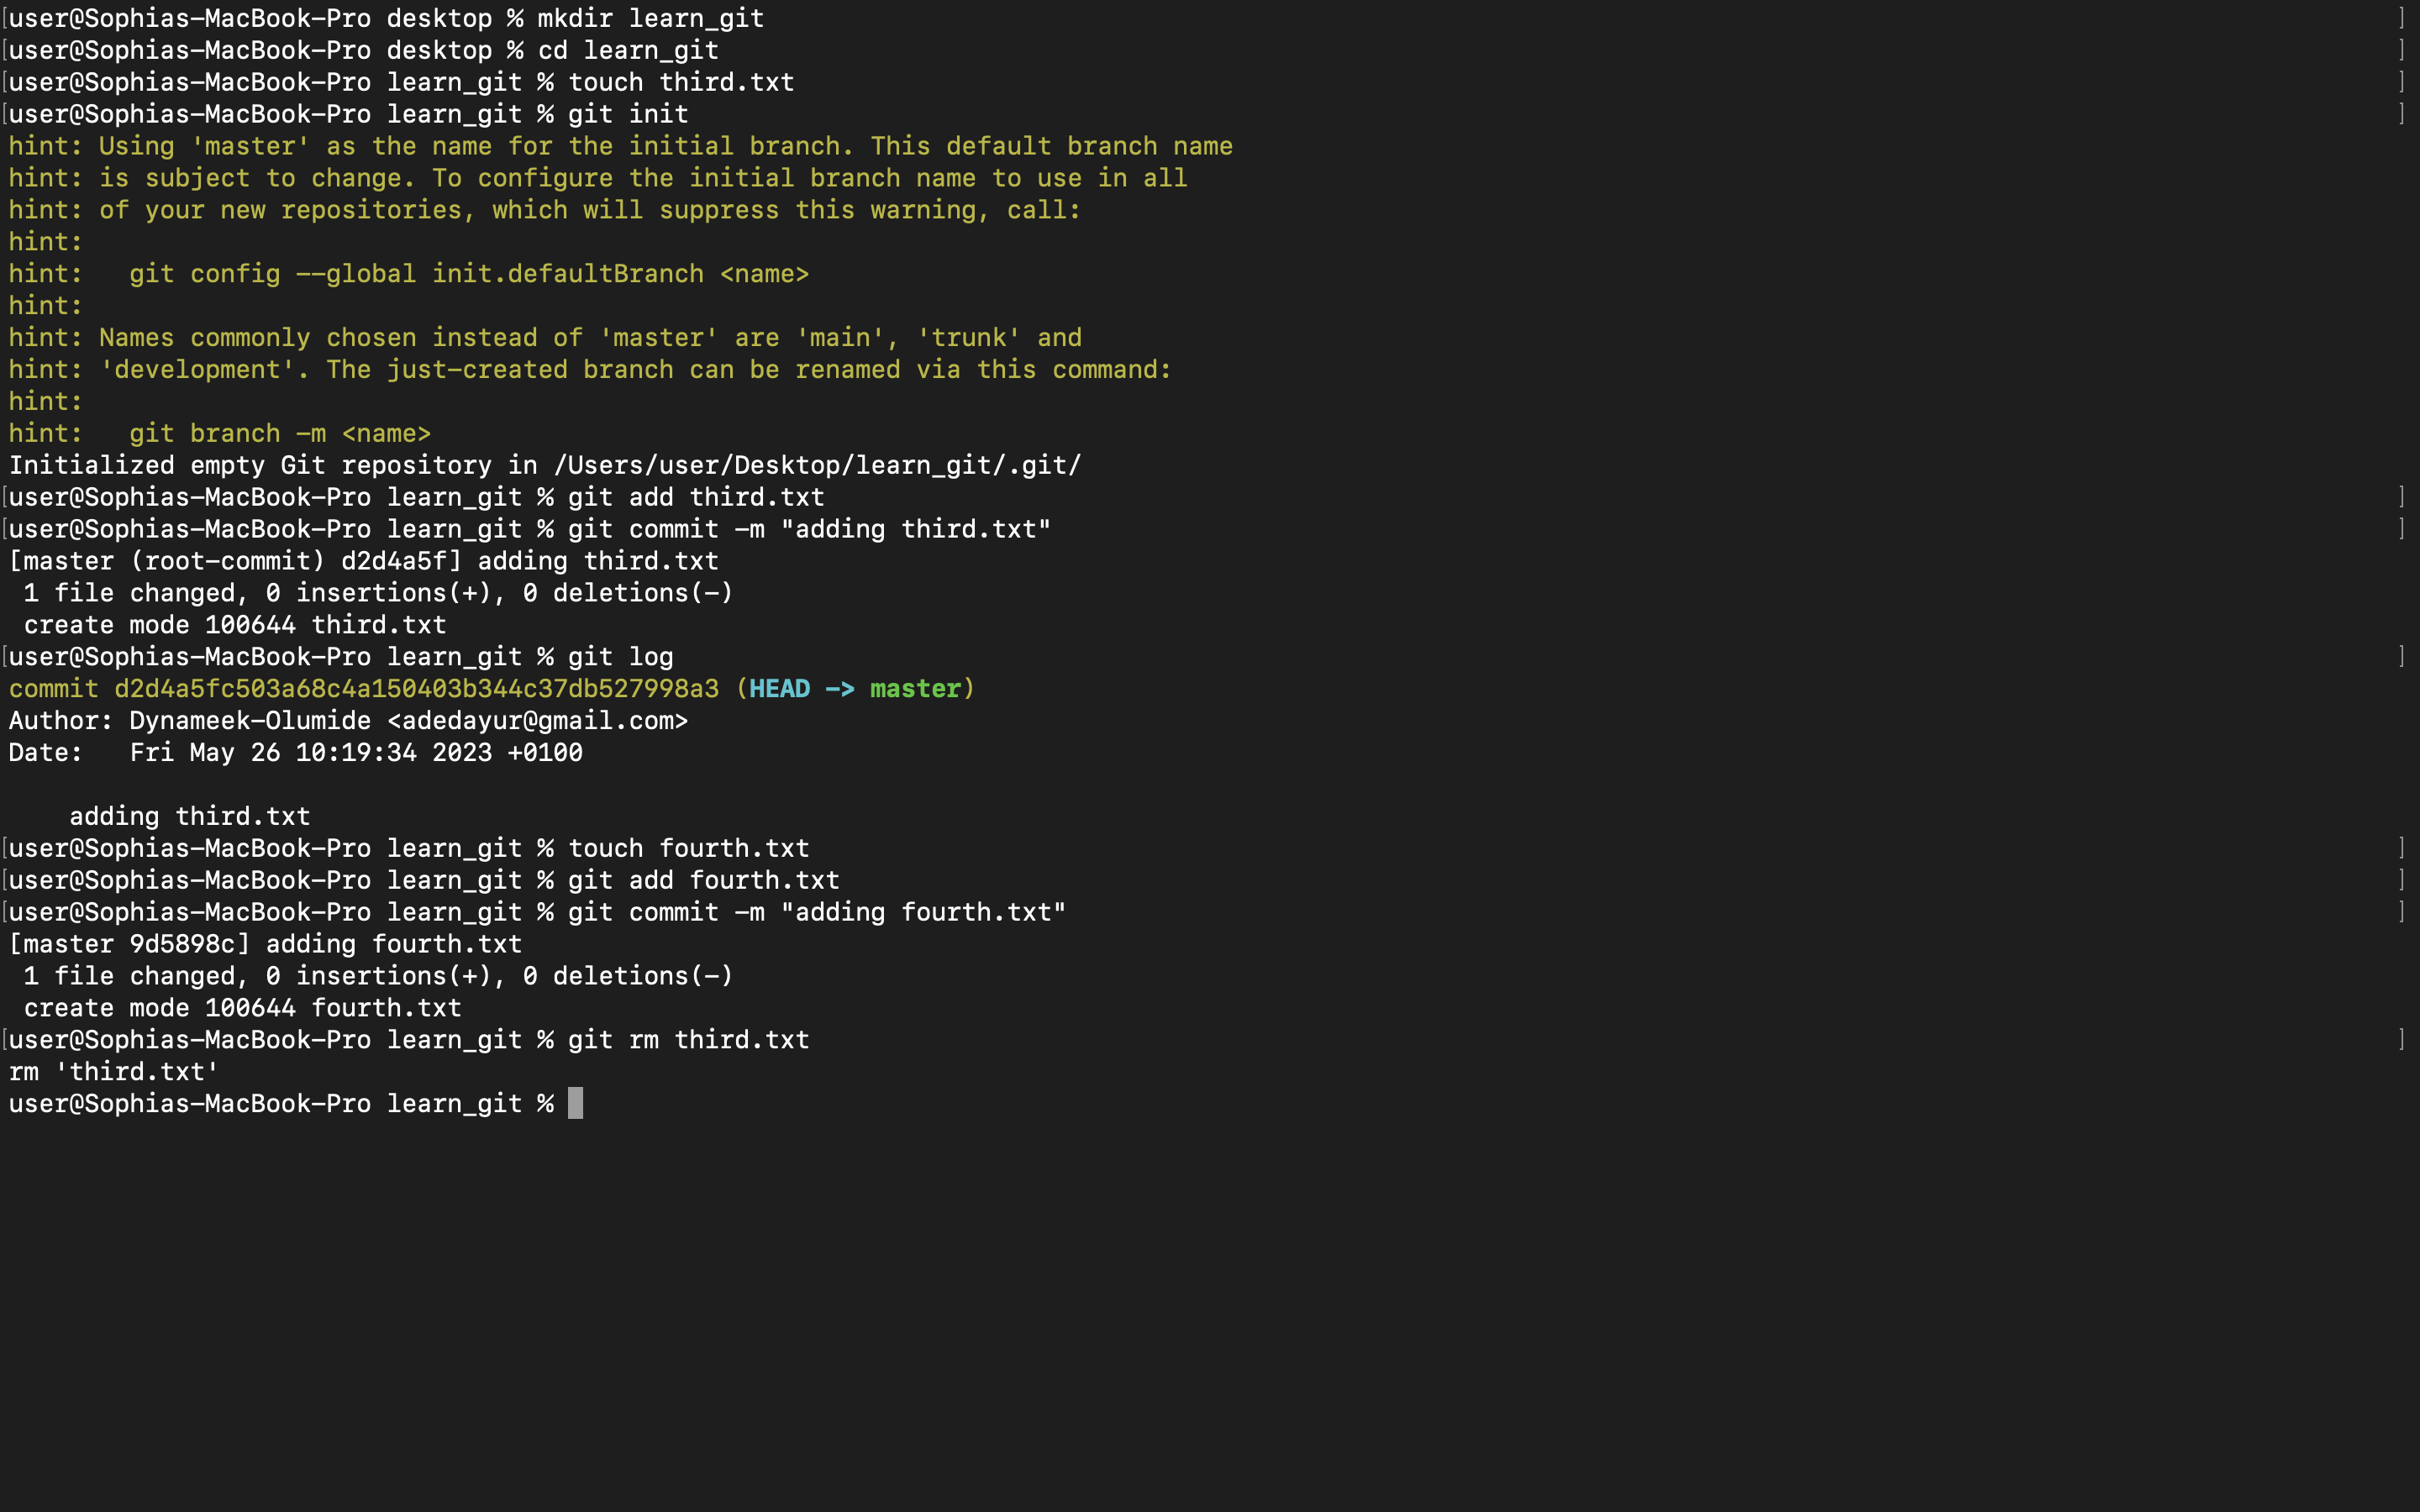 [user@Sophias-MacBook-Pro desktop % mkdir learn_git ]
[user@Sophias-MacBook-Pro desktop % cd learn_git ]
[user@Sophias-MacBook-Pro learn_git % touch third.txt ]
[user@Sophias-MacBook-Pro learn_git % git init ]
hint: Using 'master' as the name for the initial branch. This default branch name
hint: is subject to change. To configure the initial branch name to use in all
hint: of your new repositories, which will suppress this warning, call:
hint:
hint:   git config --global init.defaultBranch <name>
hint:
hint: Names commonly chosen instead of 'master' are 'main', 'trunk' and
hint: 'development'. The just-created branch can be renamed via this command:
hint:
hint:   git branch -m <name>
Initialized empty Git repository in /Users/user/Desktop/learn_git/.git/
[user@Sophias-MacBook-Pro learn_git % git add third.txt ]
[user@Sophias-MacBook-Pro learn_git % git commit -m "adding third.txt" ]
[master (root-commit) d2d4a5f] adding third.txt
 1 file changed, 0 insertions(+), 0 deletions(-)
 create mode 100644 third.txt
[user@Sophias-MacBook-Pro learn_git % git log ]
commit d2d4a5fc503a68c4a150403b344c37db527998a3 (HEAD -> master)
Author: Dynameek-Olumide <adedayur@gmail.com>
Date:   Fri May 26 10:19:34 2023 +0100

    adding third.txt
[user@Sophias-MacBook-Pro learn_git % touch fourth.txt ]
[user@Sophias-MacBook-Pro learn_git % git add fourth.txt ]
[user@Sophias-MacBook-Pro learn_git % git commit -m "adding fourth.txt" ]
[master 9d5898c] adding fourth.txt
 1 file changed, 0 insertions(+), 0 deletions(-)
 create mode 100644 fourth.txt
[user@Sophias-MacBook-Pro learn_git % git rm third.txt ]
rm 'third.txt'
user@Sophias-MacBook-Pro learn_git %